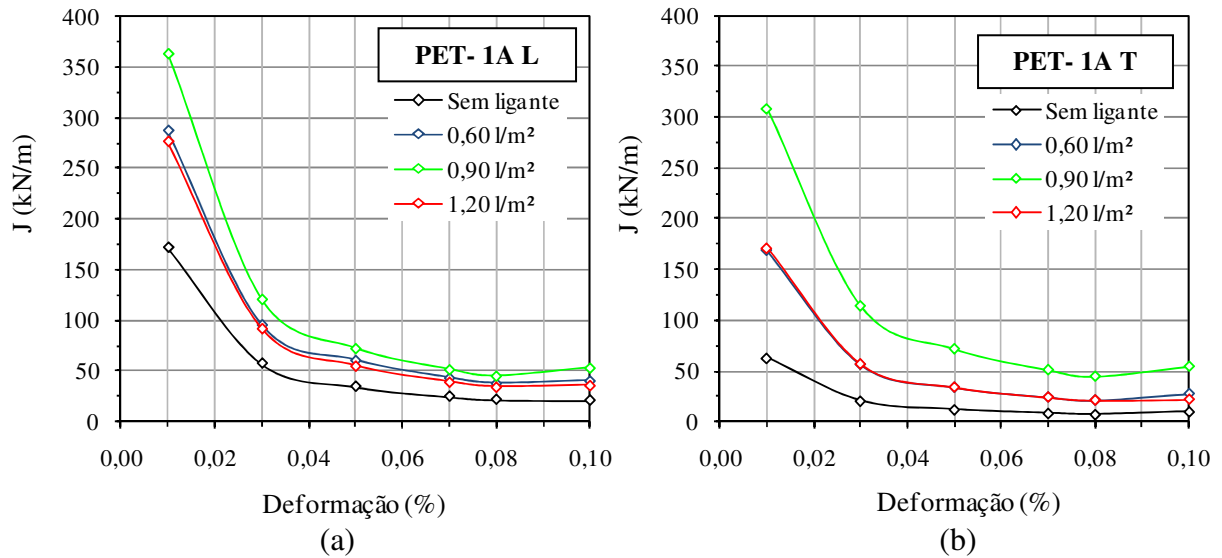 PET- 1A L
Sem ligante
0,60 l/m²
0,90 l/m²
1,20 l/m²
J (kN/m)
400
350
300
250
200
150
100
50
0
0,00 0,02 0,04 0,06 0,08 0,10
Deformação (%)
(a)
PET- 1A T
Sem ligante
0,60 l/m²
0,90 l/m²
1,20 l/m²
J (kN/m)
400
350
300
250
200
150
100
50
0
0,00 0,02 0,04 0,06 0,08 0,10
Deformação (%)
(b)